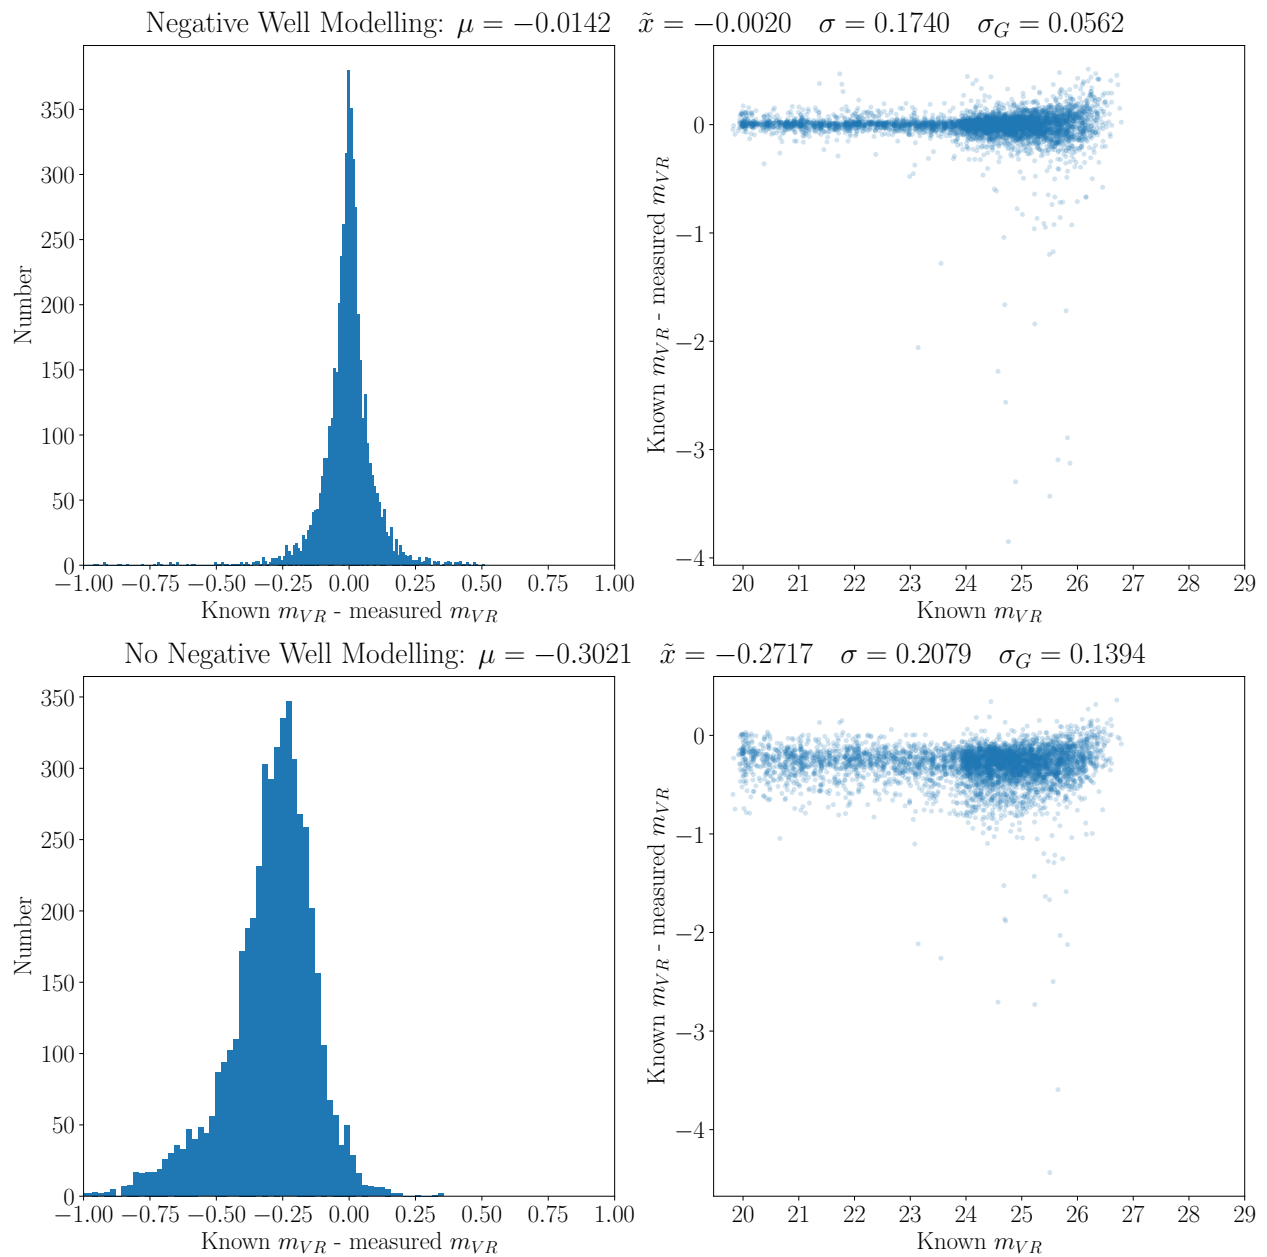 Negative Well Modelling: μ = −0.0142 x̃ = −0.0020 σ = 0.1740 σ_G = 0.0562
350
300
250
200
150
100
50
0
Number
−1.00 −0.75 −0.50 −0.25 0.00 0.25 0.50 0.75 1.00
Known m_VR - measured m_VR
0
−1
−2
−3
−4
Known m_VR - measured m_VR
20 21 22 23 24 25 26 27 28 29
Known m_VR
No Negative Well Modelling: μ = −0.3021 x̃ = −0.2717 σ = 0.2079 σ_G = 0.1394
350
300
250
200
150
100
50
0
Number
−1.00 −0.75 −0.50 −0.25 0.00 0.25 0.50 0.75 1.00
Known m_VR - measured m_VR
0
−1
−2
−3
−4
Known m_VR - measured m_VR
20 21 22 23 24 25 26 27 28 29
Known m_VR